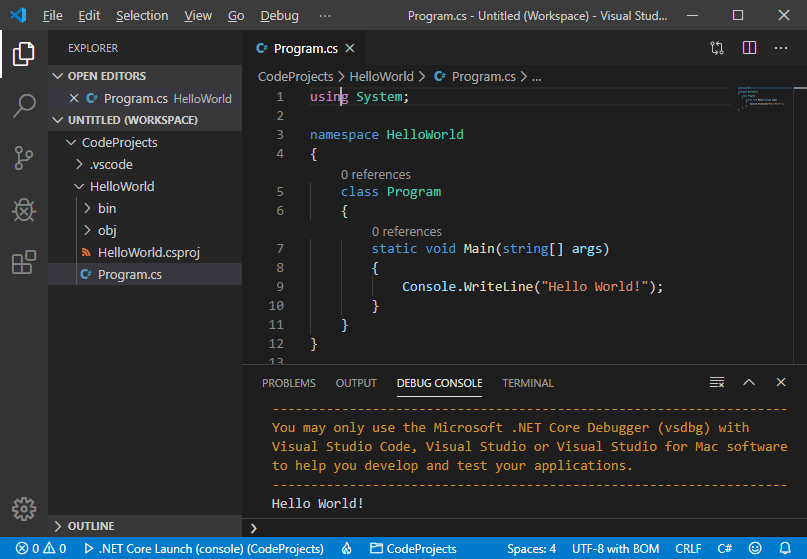 File Edit Selection View Go Debug ··· Program.cs - Untitled (Workspace) - Visual Stud...
EXPLORER
OPEN EDITORS
Program.cs HelloWorld
UNTITLED (WORKSPACE)
CodeProjects
.vscode
HelloWorld
bin
obj
HelloWorld.csproj
Program.cs
OUTLINE
Program.cs
CodeProjects > HelloWorld > Program.cs > ...
1 using System;
2
3 namespace HelloWorld
4 {
0 references
5 class Program
6 {
0 references
7 static void Main(string[] args)
8 {
9 Console.WriteLine("Hello World!");
10 }
11 }
12 }
13
PROBLEMS OUTPUT DEBUG CONSOLE TERMINAL
-------------------------------------------------------------------
You may only use the Microsoft .NET Core Debugger (vsdbg) with
Visual Studio Code, Visual Studio or Visual Studio for Mac software
to help you develop and test your applications.
-------------------------------------------------------------------
Hello World!
>
0 0 .NET Core Launch (console) (CodeProjects) CodeProjects Spaces: 4 UTF-8 with BOM CRLF C#